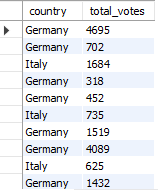 country total_votes
Germany 4695
Germany 702
Italy 1684
Germany 318
Germany 452
Italy 735
Germany 1519
Germany 4089
Italy 625
Germany 1432